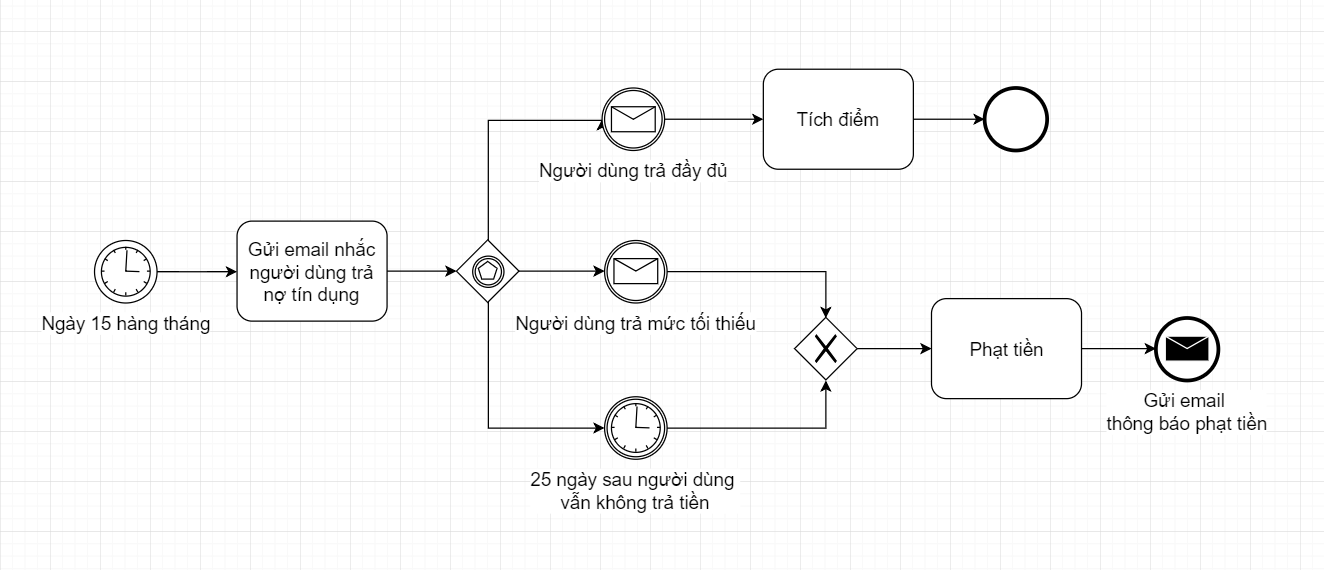 Ngày 15 hàng tháng
Gửi email nhắc
người dùng trả
nợ tín dụng
Người dùng trả đầy đủ
Tích điểm
Người dùng trả mức tối thiếu
25 ngày sau người dùng
vẫn không trả tiền
Phạt tiền
Gửi email
thông báo phạt tiền